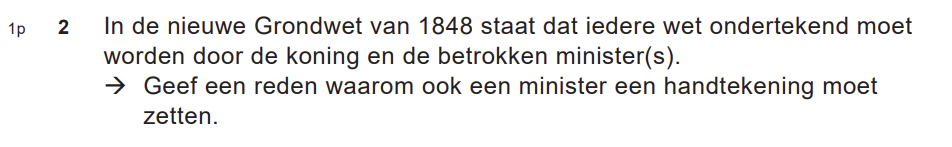 1p 2 In de nieuwe Grondwet van 1848 staat dat iedere wet ondertekend moet
worden door de koning en de betrokken minister(s).
→ Geef een reden waarom ook een minister een handtekening moet
zetten.